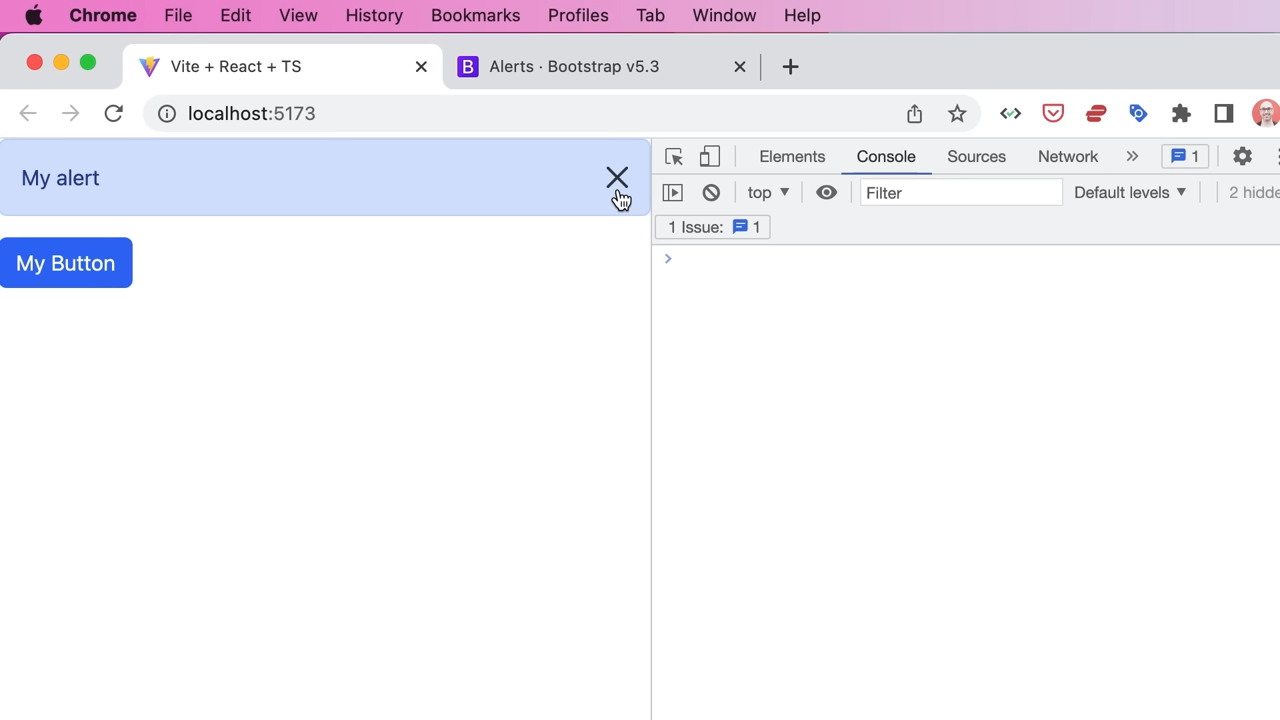 Chrome File Edit View History Bookmarks Profiles Tab Window Help
Vite + React + TS
B Alerts · Bootstrap v5.3
localhost:5173
My alert
My Button
Elements Console Sources Network » 1
top ▼ Filter Default levels ▼ 2 hidde
1 Issue: 1
>